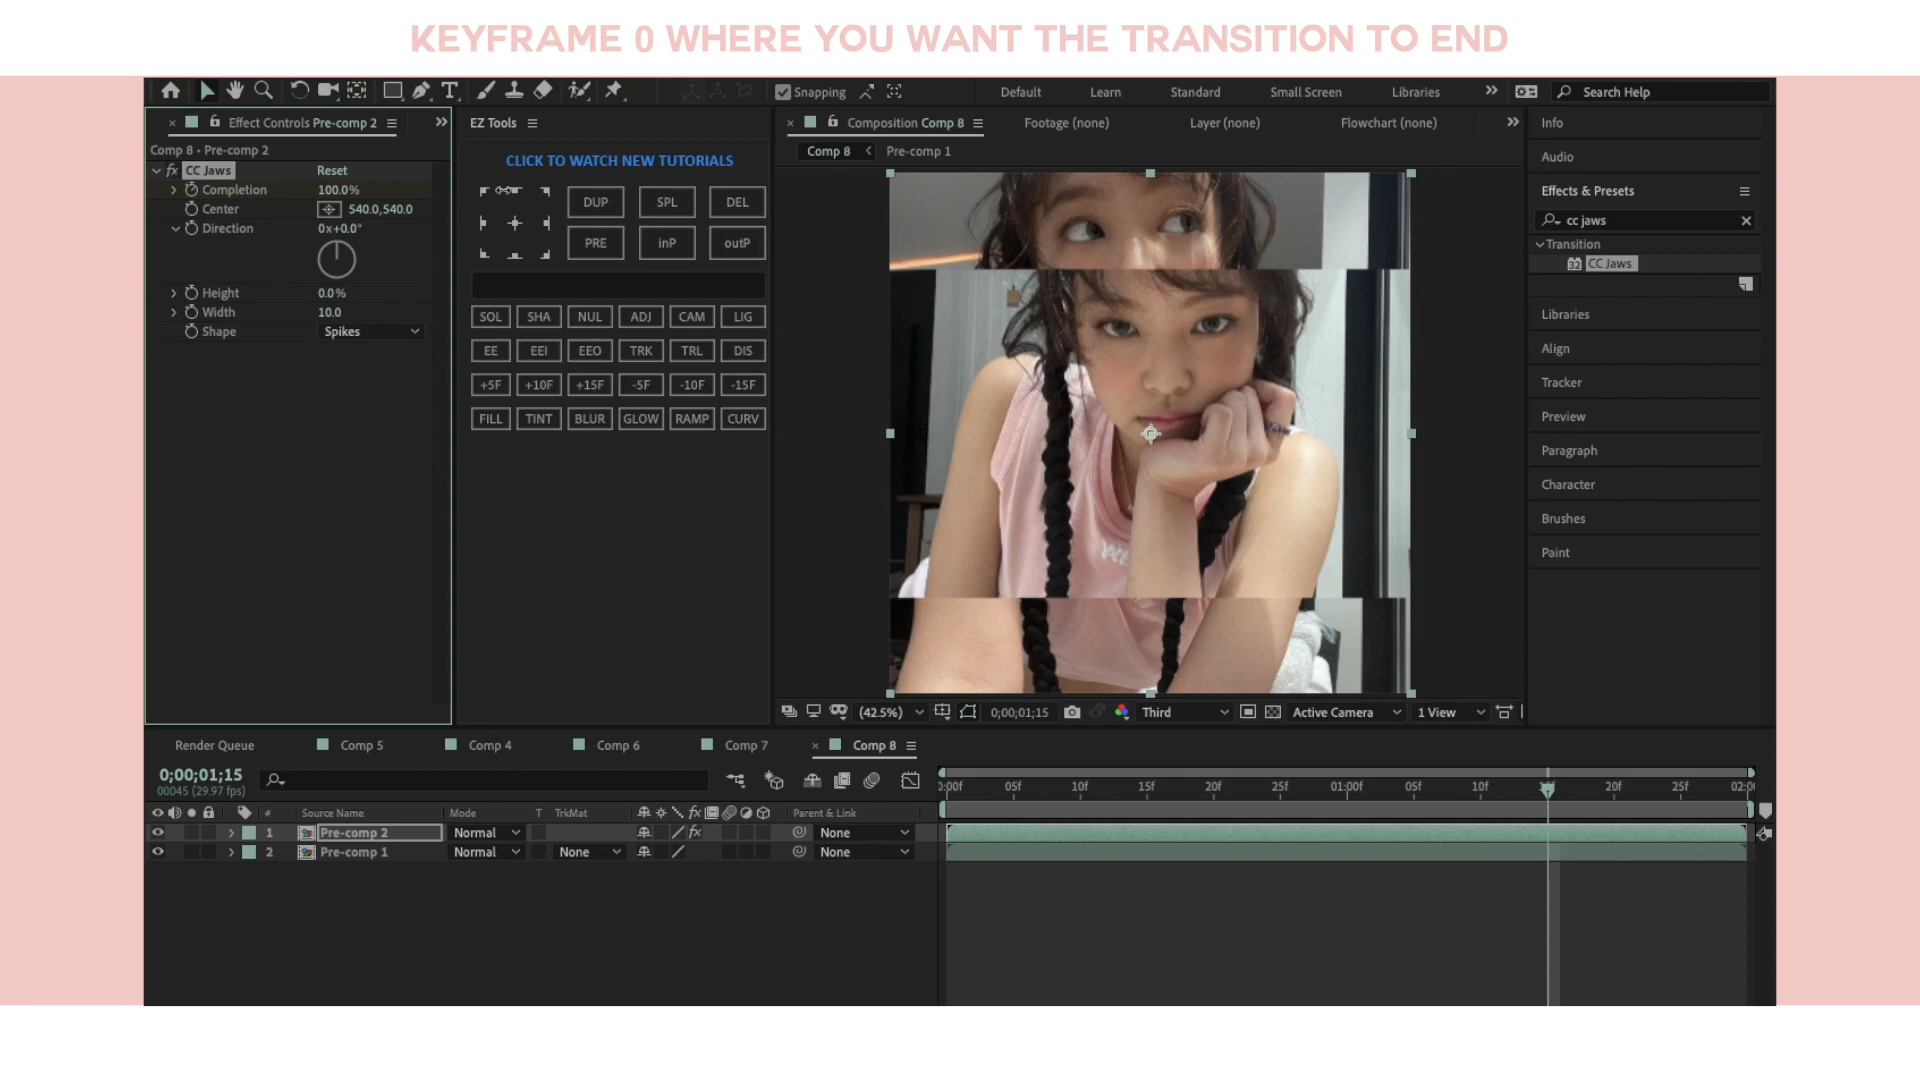 KEYFRAME 0 WHERE YOU WANT THE TRANSITION TO END
Snapping
Default
Learn
Standard
Small Screen
Libraries
Search Help
Effect Controls Pre-comp 2
EZ Tools
Composition Comp 8
Footage (none)
Layer (none)
Flowchart (none)
Info
Comp 8 • Pre-comp 2
Comp 8
Pre-comp 1
Audio
CLICK TO WATCH NEW TUTORIALS
fx CC Jaws
Reset
Completion 100.0%
Center 540.0,540.0
Direction 0x+0.0°
Height 0.0%
Width 10.0
Shape Spikes
DUP SPL DEL
PRE inP outP
SOL SHA NUL ADJ CAM LIG
EE EEI EEO TRK TRL DIS
+5F +10F +15F -5F -10F -15F
FILL TINT BLUR GLOW RAMP CURV
Effects & Presets
cc jaws
Transition
32 CC Jaws
Libraries
Align
Tracker
Preview
Paragraph
Character
Brushes
Paint
(42.5%) 0;00;01;15 Third Active Camera 1 View
Render Queue
Comp 5
Comp 4
Comp 6
Comp 7
Comp 8
0;00;01;15
00045 (29.97 fps)
0:00f 05f 10f 15f 20f 25f 01:00f 05f 10f 20f 25f 02:0
# Source Name Mode T TrkMat fx Parent & Link
1 Pre-comp 2 Normal fx None
2 Pre-comp 1 Normal None None